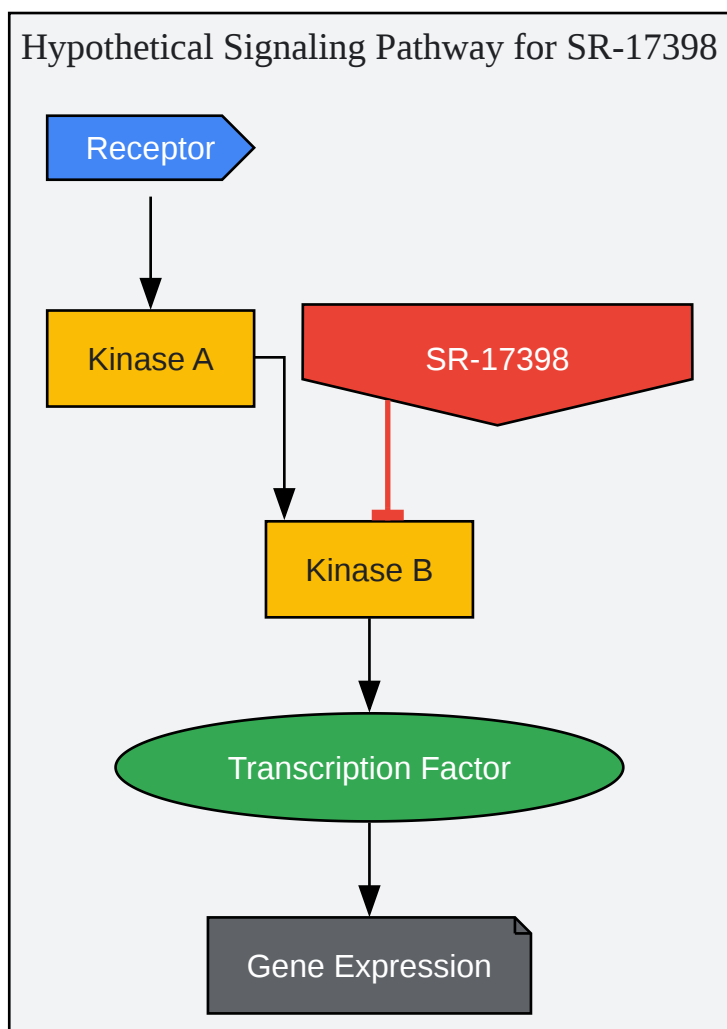 Hypothetical Signaling Pathway for SR-17398
Receptor
Kinase A
SR-17398
Kinase B
Transcription Factor
Gene Expression